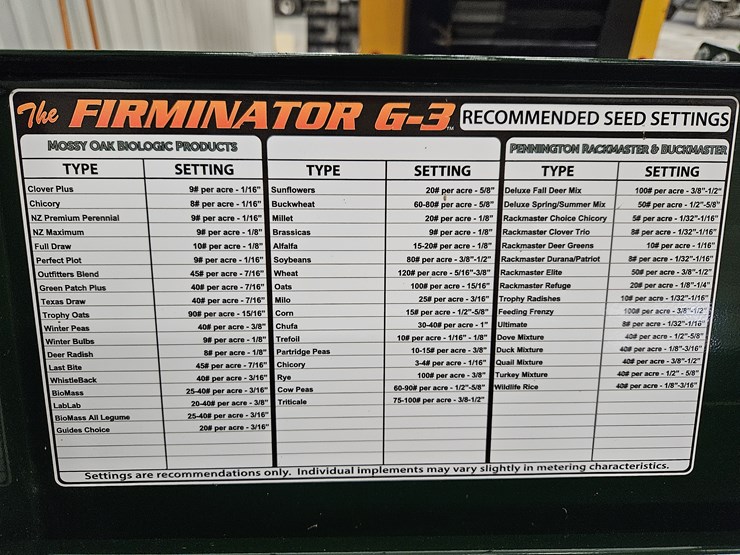 The FIRMINATOR G-3™ RECOMMENDED SEED SETTINGS
MOSSY OAK BIOLOGIC PRODUCTS
TYPE SETTING
Clover Plus 9# per acre - 1/16"
Chicory 8# per acre - 1/16"
NZ Premium Perennial 9# per acre - 1/16"
NZ Maximum 9# per acre - 1/8"
Full Draw 10# per acre - 1/8"
Perfect Plot 9# per acre - 1/16"
Outfitters Blend 45# per acre - 7/16"
Green Patch Plus 40# per acre - 7/16"
Texas Draw 40# per acre - 7/16"
Trophy Oats 90# per acre - 15/16"
Winter Peas 40# per acre - 3/8"
Winter Bulbs 9# per acre - 1/8"
Deer Radish 8# per acre - 1/8"
Last Bite 45# per acre - 7/16"
WhistleBack 40# per acre - 3/16"
BioMass 25-40# per acre - 3/16"
LabLab 20-40# per acre - 3/8"
BioMass All Legume 25-40# per acre - 3/16"
Guides Choice 20# per acre - 3/16"
TYPE SETTING
Sunflowers 20# per acre - 5/8"
Buckwheat 60-80# per acre - 5/8"
Millet 20# per acre - 1/8"
Brassicas 9# per acre - 1/8"
Alfalfa 15-20# per acre - 1/8"
Soybeans 80# per acre - 3/8"-1/2"
Wheat 120# per acre - 5/16"-3/8"
Oats 100# per acre - 15/16"
Milo 25# per acre - 3/16"
Corn 15# per acre - 1/2"-5/8"
Chufa 30-40# per acre - 1"
Trefoil 10# per acre - 1/16" - 1/8"
Partridge Peas 10-15# per acre - 3/8"
Chicory 3-4# per acre - 1/16"
Rye 100# per acre - 3/8"
Cow Peas 60-90# per acre - 1/2"-5/8"
Triticale 75-100# per acre - 3/8-1/2"
PENNINGTON RACKMASTER & BUCKMASTER
TYPE SETTING
Deluxe Fall Deer Mix 100# per acre - 3/8"-1/2"
Deluxe Spring/Summer Mix 50# per acre - 1/2"-5/8"
Rackmaster Choice Chicory 5# per acre - 1/32"-1/16"
Rackmaster Clover Trio 8# per acre - 1/32"-1/16"
Rackmaster Deer Greens 10# per acre - 1/16"
Rackmaster Durana/Patriot 8# per acre - 1/32"-1/16"
Rackmaster Elite 50# per acre - 3/8"-1/2"
Rackmaster Refuge 20# per acre - 1/8"-1/4"
Trophy Radishes 10# per acre - 1/32"-1/16"
Feeding Frenzy 100# per acre - 3/8"-1/2"
Ultimate 8# per acre - 1/32"-1/16"
Dove Mixture 40# per acre - 1/2"-5/8"
Duck Mixture 40# per acre - 1/8"-3/16"
Quail Mixture 40# per acre - 3/8"-1/2"
Turkey Mixture 40# per acre - 1/2" - 5/8"
Wildlife Rice 40# per acre - 1/8"-3/16"
Settings are recommendations only. Individual implements may vary slightly in metering characteristics.